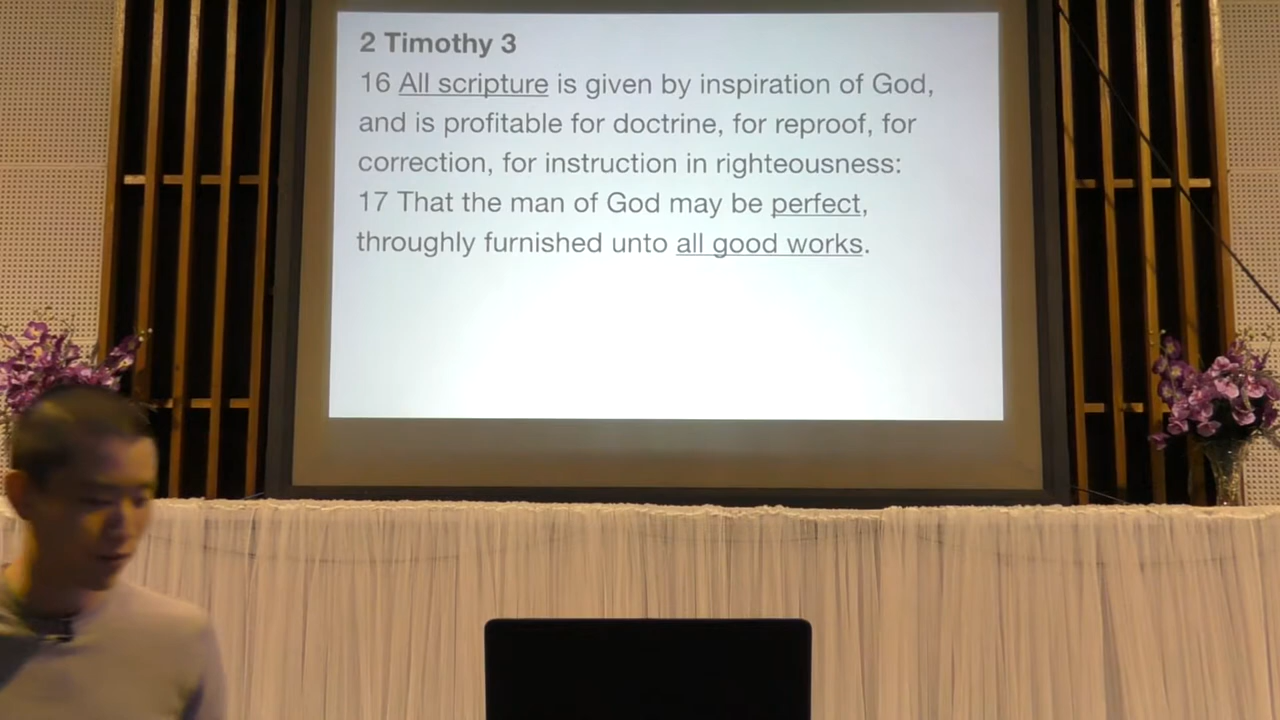 2 Timothy 3
16 All scripture is given by inspiration of God,
and is profitable for doctrine, for reproof, for
correction, for instruction in righteousness:
17 That the man of God may be perfect,
throughly furnished unto all good works.